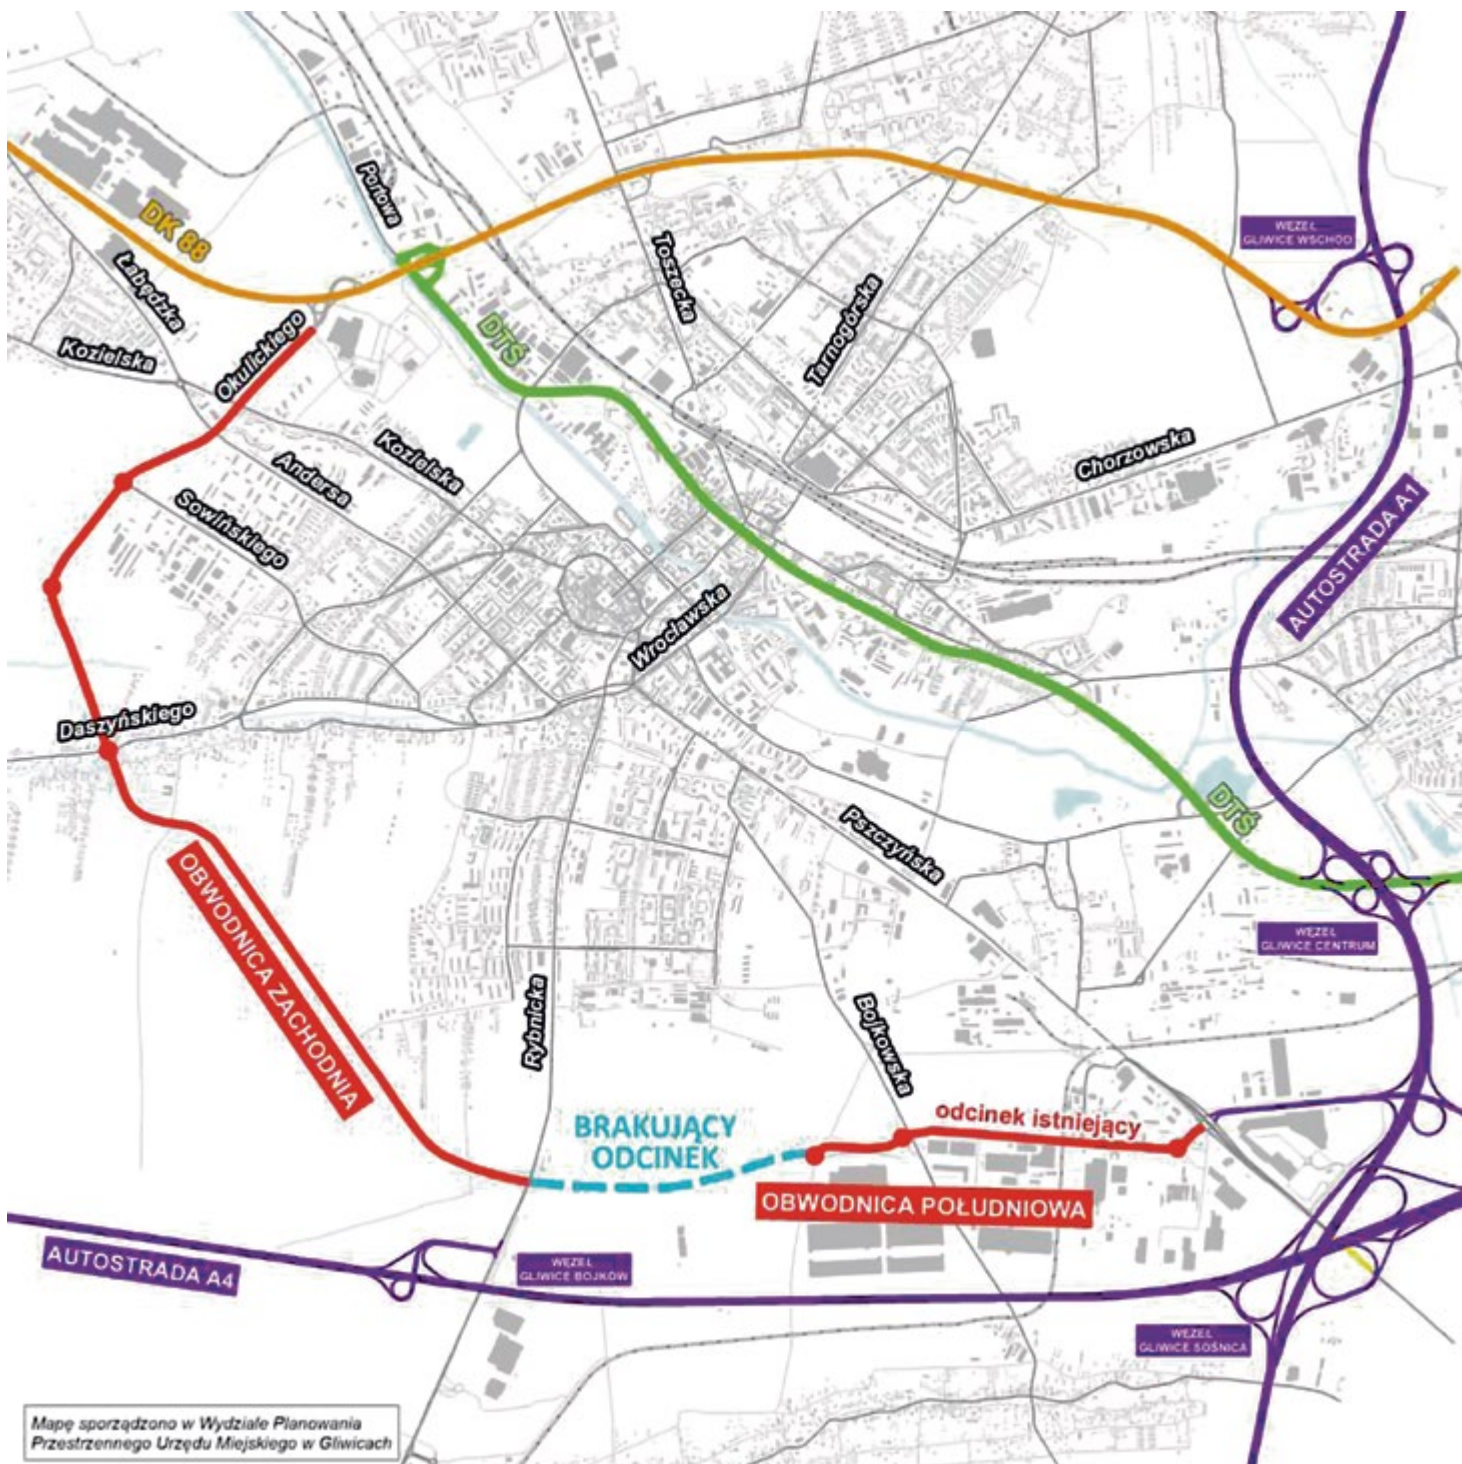 Portowa
DK 88
WĘZEŁ
GLIWICE WSCHÓD
Łabędzka
Toszecka
Tarnogórska
Okulickiego
DTŚ
Kozielska
Kozielska
Andersa
Sowińskiego
Chorzowska
AUTOSTRADA A1
Wrocławska
Daszyńskiego
DTŚ
Pszczyńska
OBWODNICA ZACHODNIA
WĘZEŁ
GLIWICE CENTRUM
Rybnicka
Bojkowska
BRAKUJĄCY
ODCINEK
odcinek istniejący
OBWODNICA POŁUDNIOWA
AUTOSTRADA A4
WĘZEŁ
GLIWICE BOJKÓW
WĘZEŁ
GLIWICE SOŚNICA
Mapę sporządzono w Wydziale Planowania
Przestrzennego Urzędu Miejskiego w Gliwicach